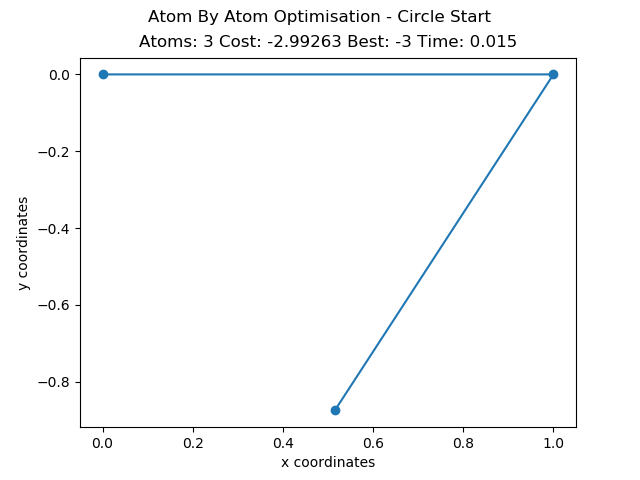 Atom By Atom Optimisation - Circle Start
Atoms: 3 Cost: -2.99263 Best: -3 Time: 0.015
0.0
−0.2
−0.4
−0.6
−0.8
y coordinates
0.0 0.2 0.4 0.6 0.8 1.0
x coordinates